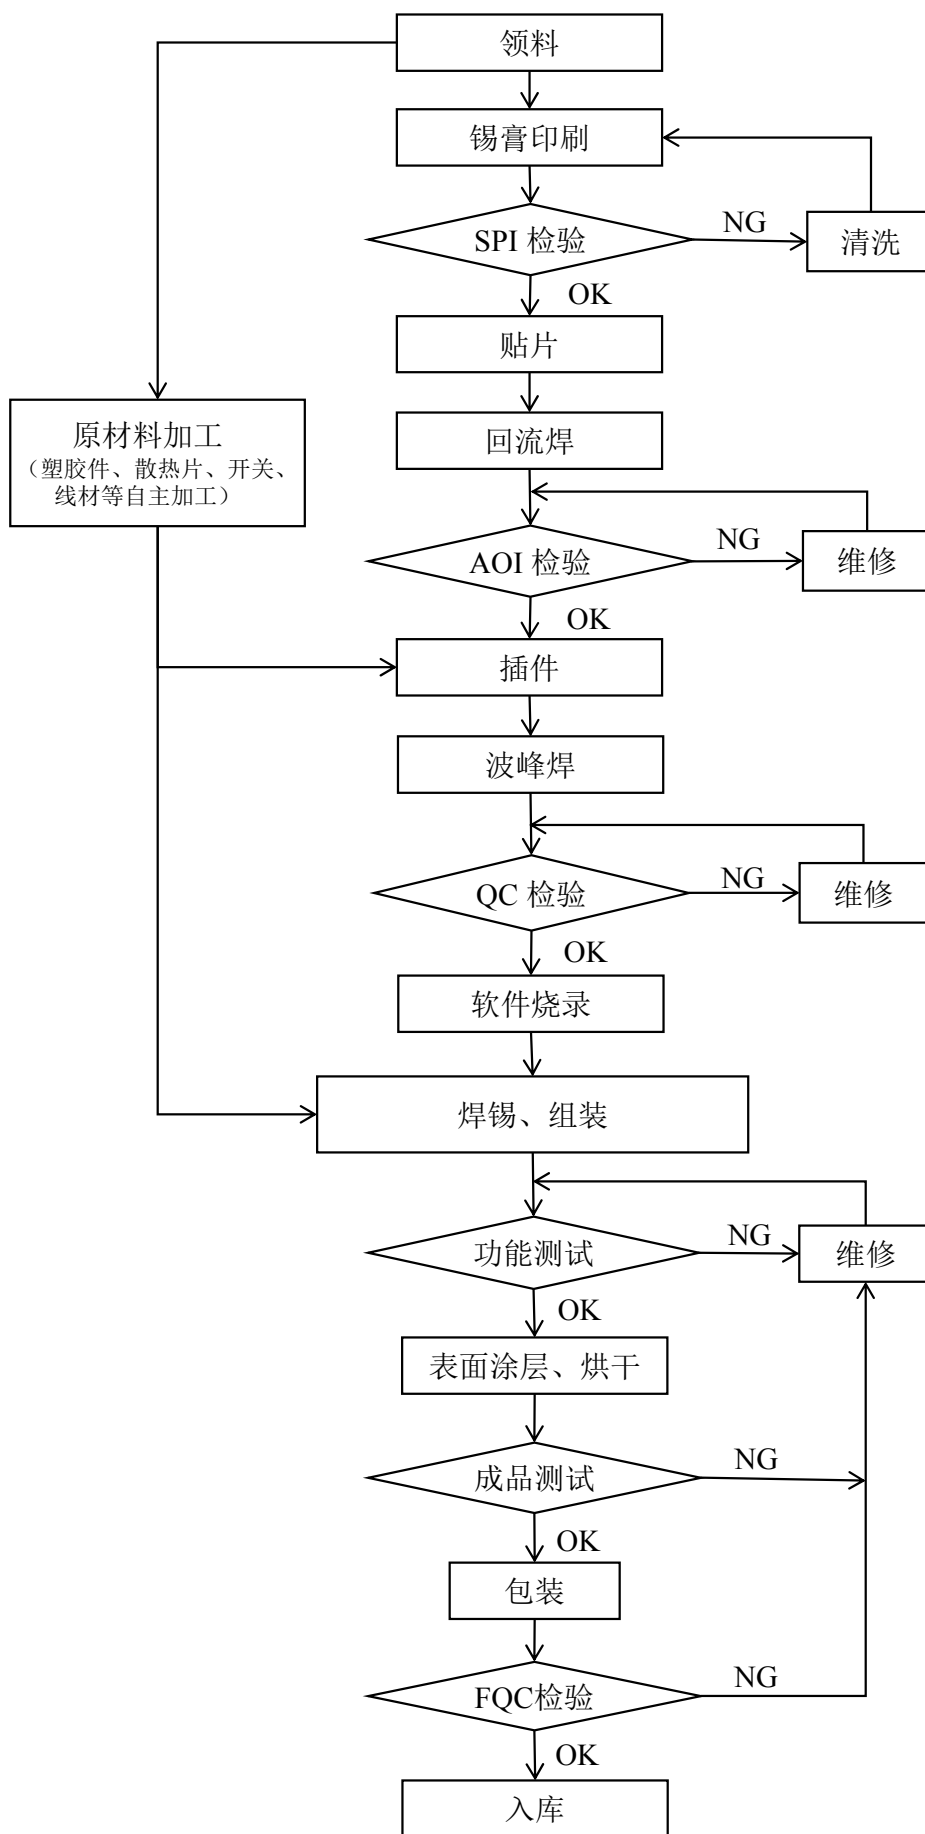 领料
锡膏印刷
SPI 检验
NG
清洗
OK
贴片
原材料加工
（塑胶件、散热片、开关、
线材等自主加工）
回流焊
AOI 检验
NG
维修
OK
插件
波峰焊
QC 检验
NG
维修
OK
软件烧录
焊锡、组装
功能测试
NG
维修
OK
表面涂层、烘干
成品测试
NG
OK
包装
FQC检验
NG
OK
入库